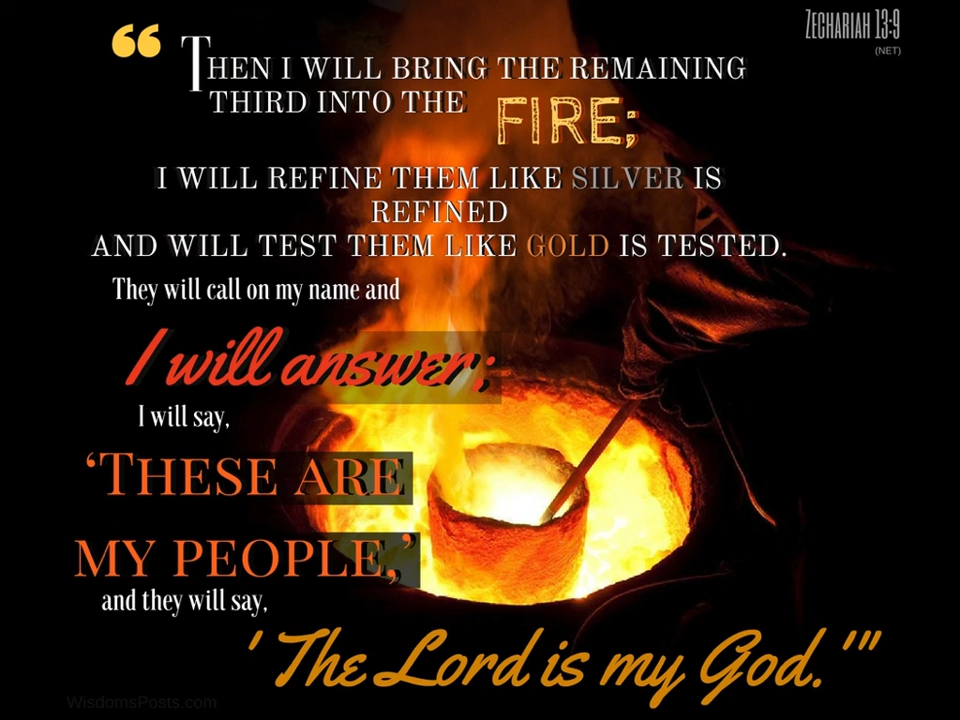 ZECHARIAH 13:9
(NET)
“THEN I WILL BRING THE REMAINING
THIRD INTO THE FIRE;
I WILL REFINE THEM LIKE SILVER IS
REFINED
AND WILL TEST THEM LIKE GOLD IS TESTED.
They will call on my name and
I will answer;
I will say,
‘THESE ARE
MY PEOPLE,’
and they will say,
'The Lord is my God.'"
WisdomsPosts.com